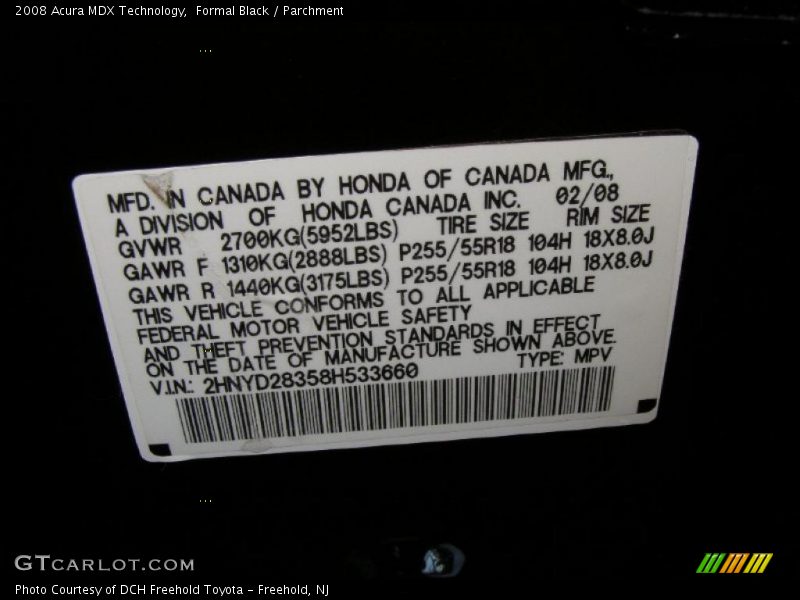 2008 Acura MDX Technology,  Formal Black / Parchment
...
MFD. IN CANADA BY HONDA OF CANADA MFG.,
A DIVISION OF HONDA CANADA INC. 02/08
GVWR 2700KG(5952LBS) TIRE SIZE RIM SIZE
GAWR F 1310KG(2888LBS) P255/55R18 104H 18X8.0J
GAWR R 1440KG(3175LBS) P255/55R18 104H 18X8.0J
THIS VEHICLE CONFORMS TO ALL APPLICABLE
FEDERAL MOTOR VEHICLE SAFETY
AND THEFT PREVENTION STANDARDS IN EFFECT
ON THE DATE OF MANUFACTURE SHOWN ABOVE.
V.I.N.: 2HNYD28358H533660 TYPE: MPV
...
GTCARLOT.COM
Photo Courtesy of DCH Freehold Toyota - Freehold, NJ